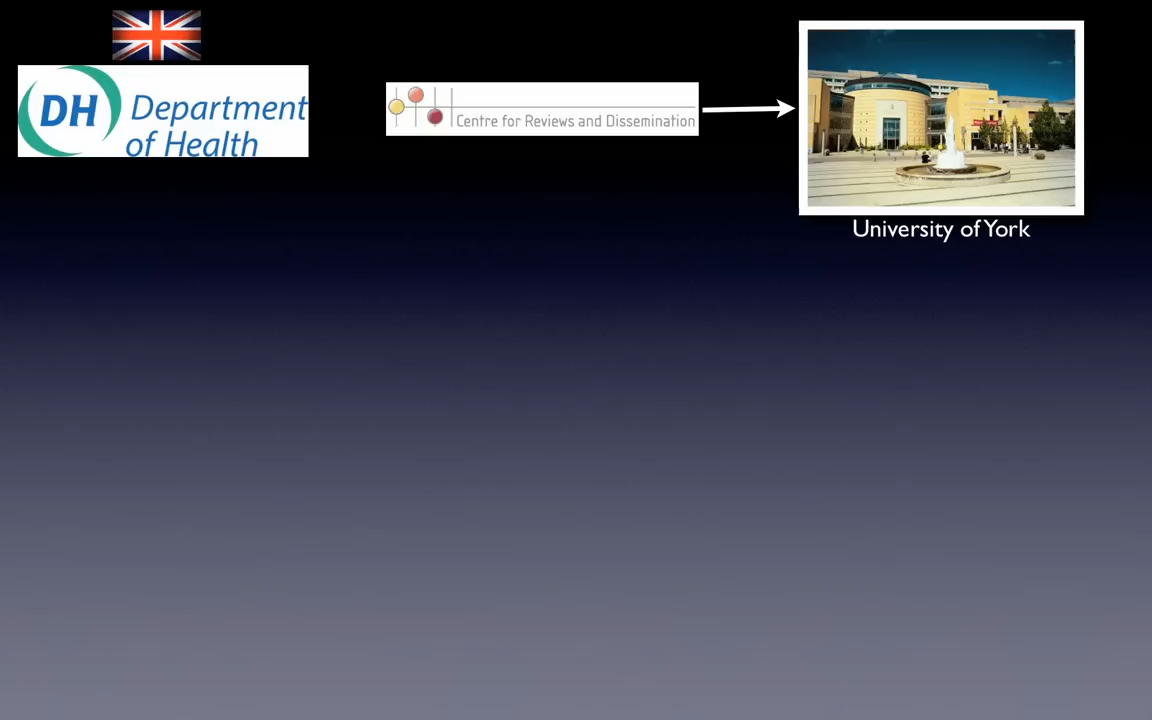 DH Department
of Health
Centre for Reviews and Dissemination
University of York